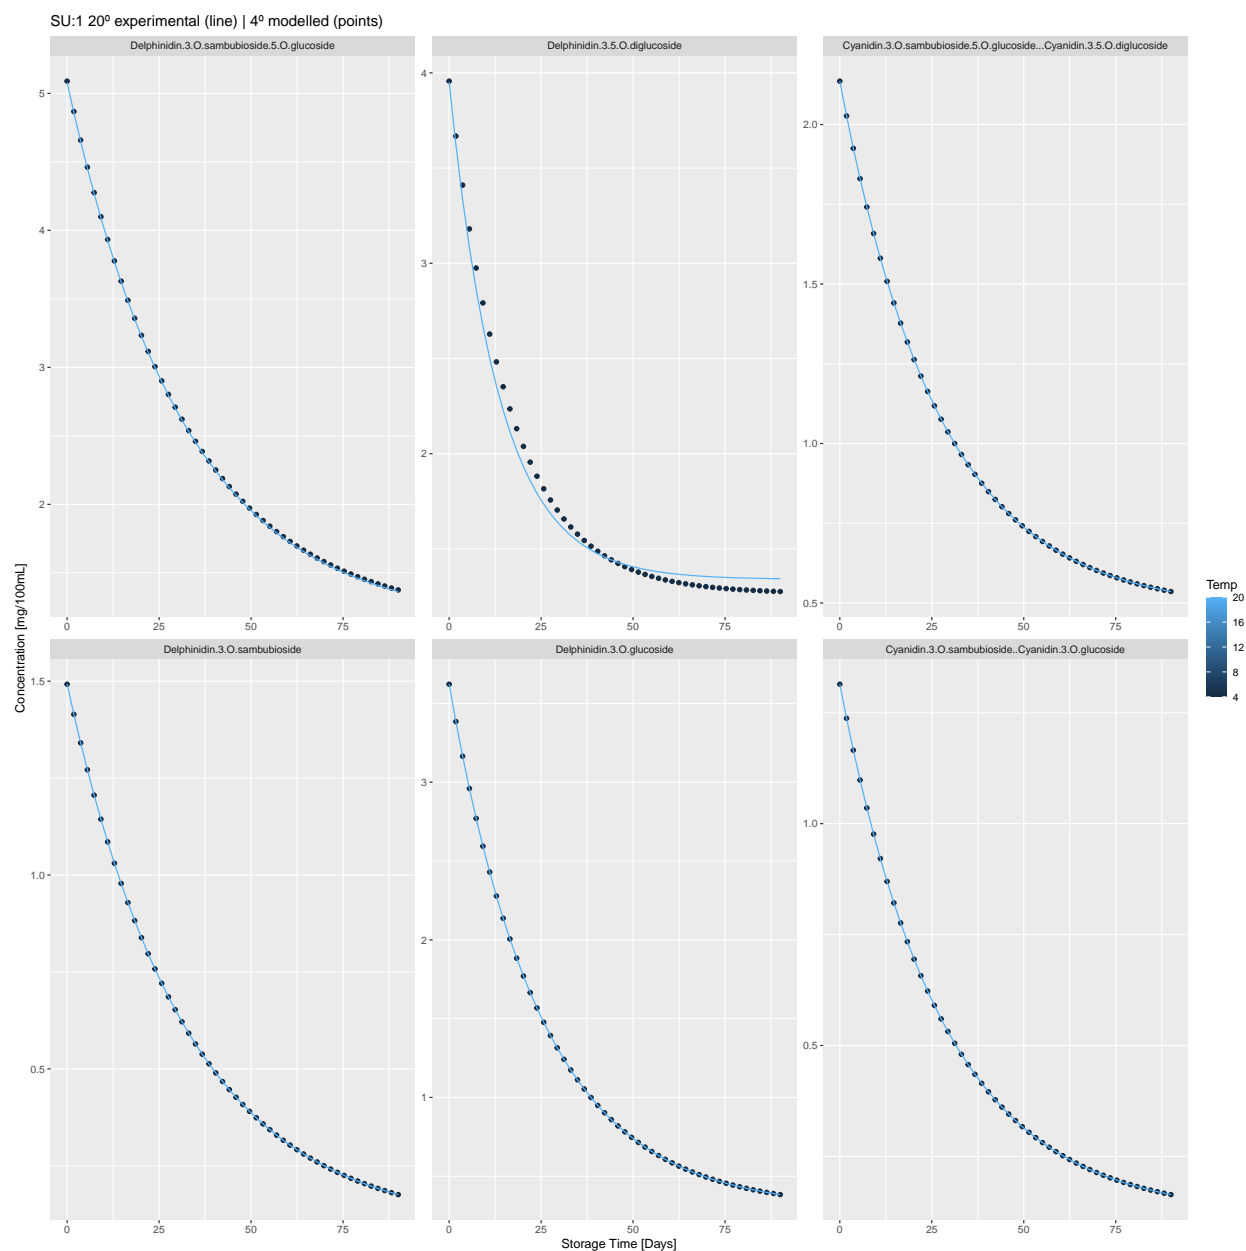 SU:1 20º experimental (line) | 4º modelled (points)
Delphinidin.3.O.sambubioside.5.O.glucoside
Delphinidin.3.5.O.diglucoside
Cyanidin.3.O.sambubioside.5.O.glucoside...Cyanidin.3.5.O.diglucoside
5
4
3
2
4
3
2
2.0
1.5
1.0
0.5
0 25 50 75
0 25 50 75
0 25 50 75
Concentration [mg/100mL]
Delphinidin.3.O.sambubioside
Delphinidin.3.O.glucoside
Cyanidin.3.O.sambubioside..Cyanidin.3.O.glucoside
1.5
1.0
0.5
3
2
1
1.0
0.5
0 25 50 75
0 25 50 75
0 25 50 75
Storage Time [Days]
Temp
20
16
12
8
4